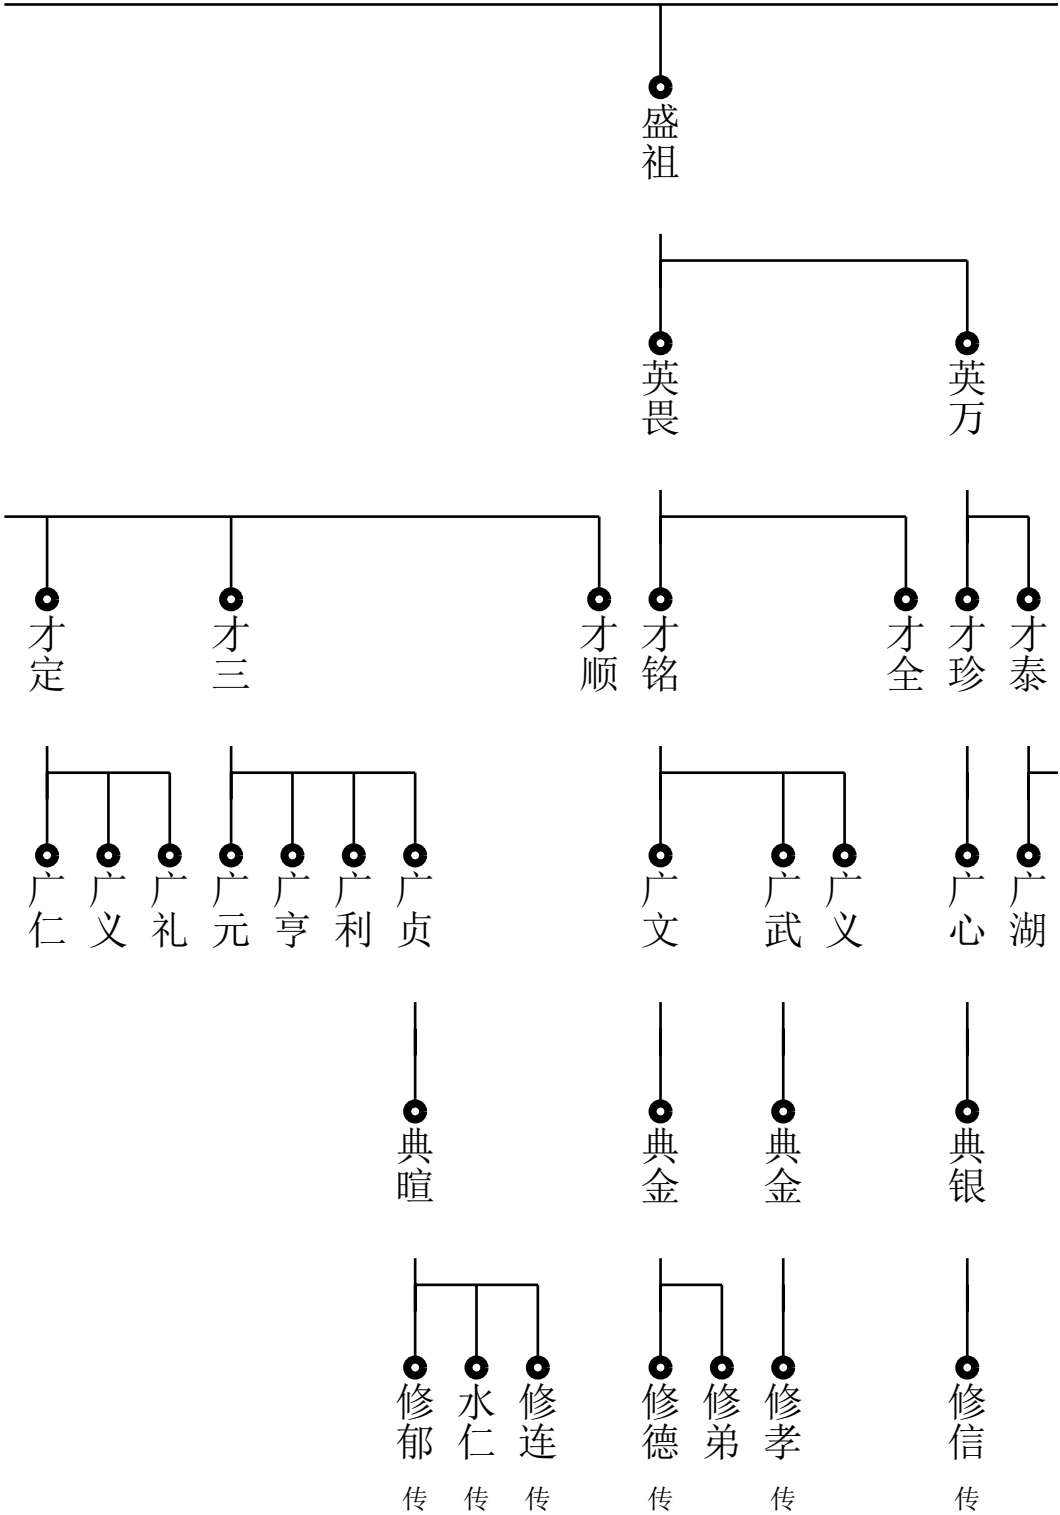 盛祖
英畏
英万
才定
才三
才顺
才铭
才全
才珍
才泰
广仁
广义
广礼
广元
广亨
广利
广贞
广文
广武
广义
广心
广湖
典暄
典金
典金
典银
修郁
水仁
修连
修德
修弟
修孝
修信
传
传
传
传
传
传